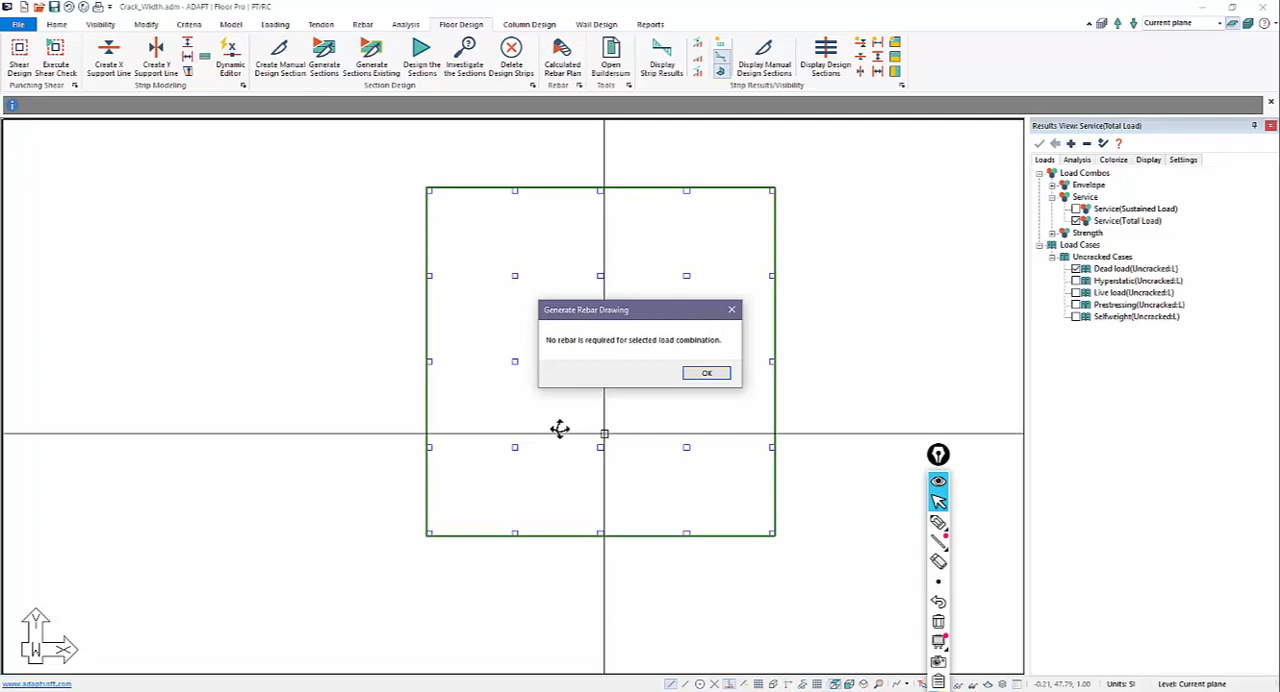 Crack_Width.adm - ADAPT | Floor Pro | PT/RC
File Home Visibility Modify Criteria Model Loading Tendon Rebar Analysis Floor Design Column Design Wall Design Reports
Current plane
Shear Design
Execute Shear Check
Create X Support Line
Create Y Support Line
Dynamic Editor
Create Manual Design Section
Generate Sections
Generate Sections Existing
Design the Sections
Investigate the Sections
Delete Design Strips
Calculated Rebar Plan
Open Buildersum
Display Strip Results
Display Manual Design Sections
Display Design Sections
Punching Shear
Strip Modeling
Section Design
Rebar
Tools
Strip Results/Visibility
Results View: Service(Total Load)
Loads Analysis Colorize Display Settings
Load Combos
Envelope
Service
Service(Sustained Load)
Service(Total Load)
Strength
Load Cases
Uncracked Cases
Dead load(Uncracked:L)
Hyperstatic(Uncracked:L)
Live load(Uncracked:L)
Prestressing(Uncracked:L)
Selfweight(Uncracked:L)
Generate Rebar Drawing
No rebar is required for selected load combination.
OK
Y
W X
www.adaptsoft.com
-0.21, 47.79, 1.00 Units: SI Level: Current plane